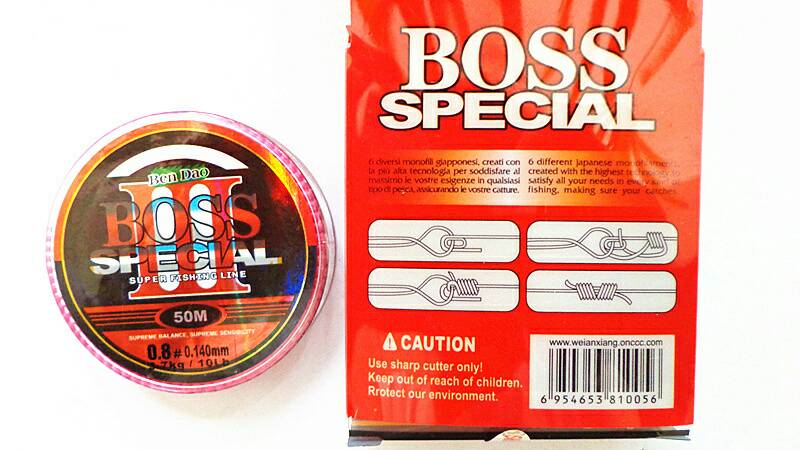 Ben Dao
III
BOSS
SPECIAL
SUPER FISHING LINE
50M
SUPREME BALANCE, SUPREME SENSIBILITY
0.8# 0.140mm
2.7kg / 10Lb
BOSS
SPECIAL
6 diversi monofili giapponesi, creati con
la più alta tecnologia per soddisfar al
massimo le vostre esigenze in qualsiasi
tipo di pesca, assicurando le vostre catture.
6 different japanese monofilaments,
created with the highest technology to
satisfy all your needs in every kind of
fishing, making sure your catches
CAUTION
Use sharp cutter only!
Keep out of reach of children.
Rrotect our environment.
www.weianxiang.onccc.com
6 954653 810056